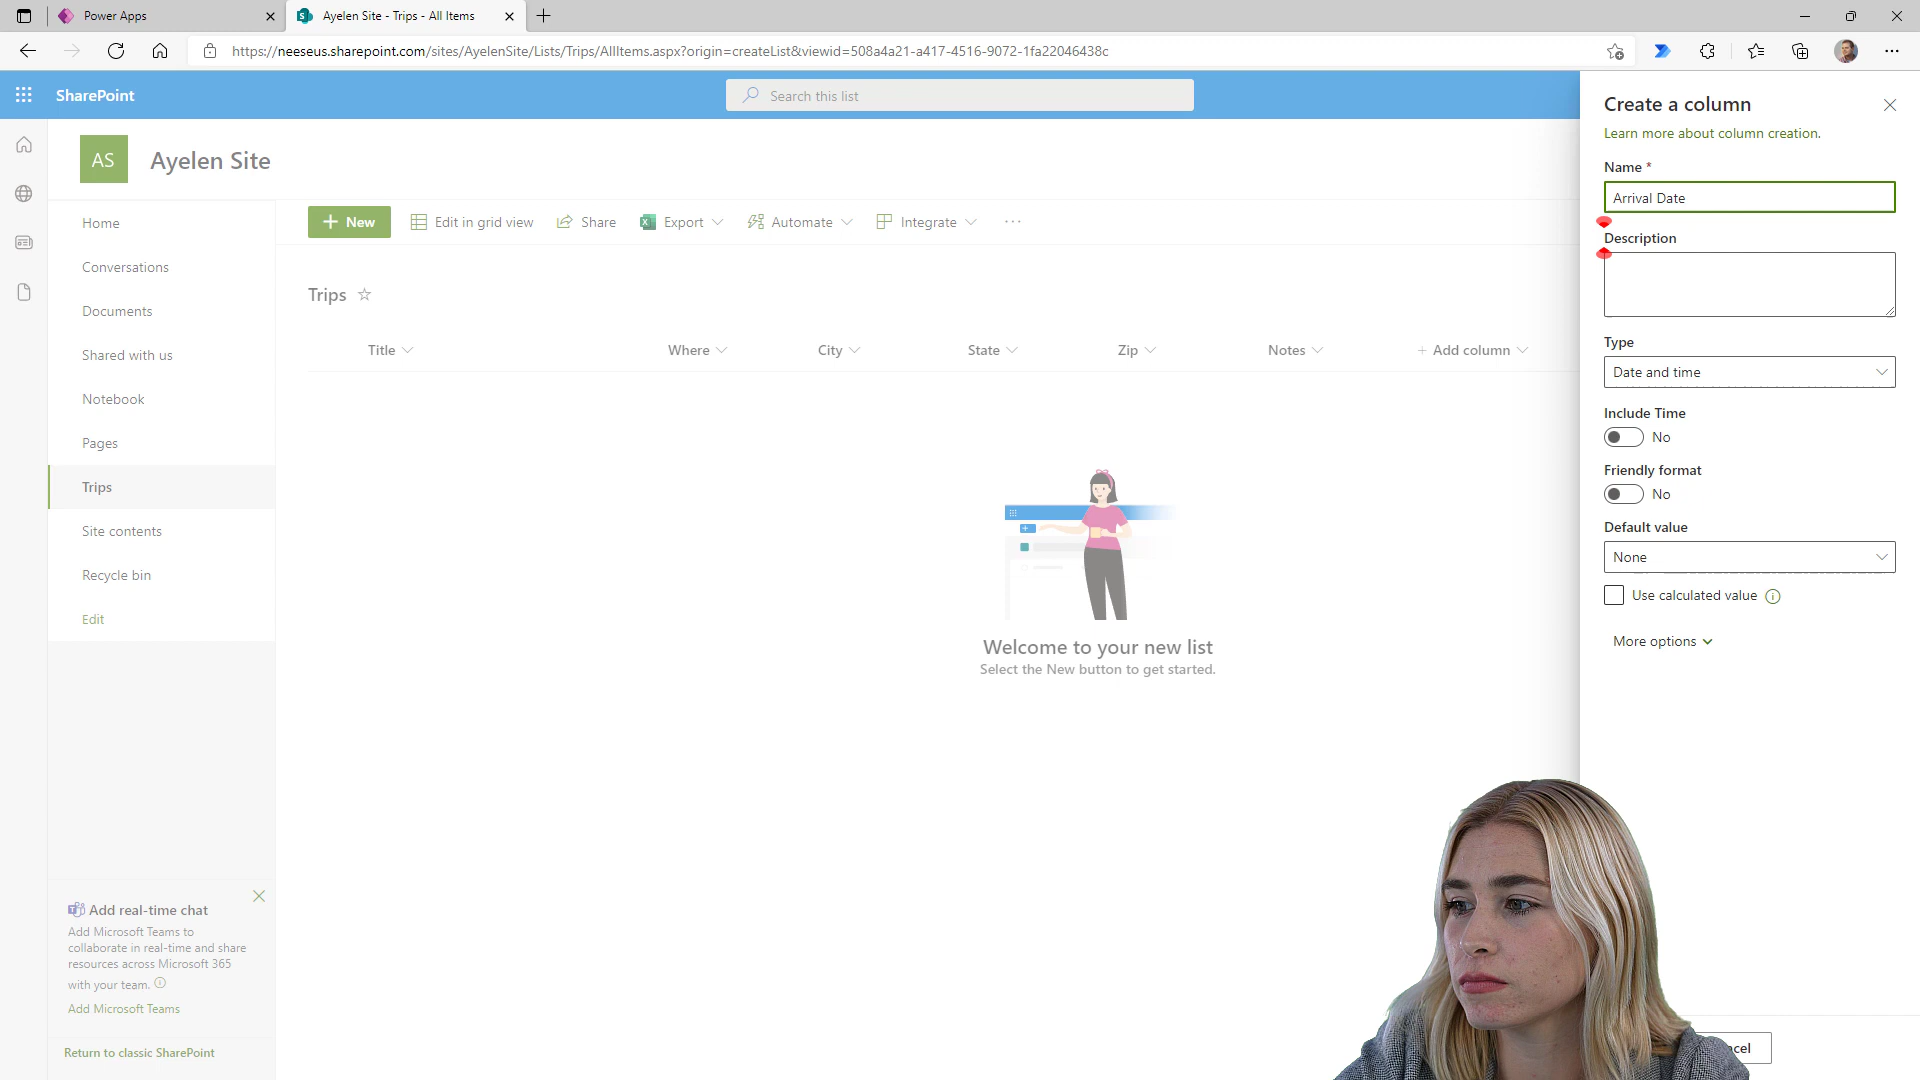 Power Apps
Ayelen Site - Trips - All Items
https://neeseus.sharepoint.com/sites/AyelenSite/Lists/Trips/AllItems.aspx?origin=createList&viewid=508a4a21-a417-4516-9072-1fa22046438c
SharePoint
Search this list
AS
Ayelen Site
Home
Conversations
Documents
Shared with us
Notebook
Pages
Trips
Site contents
Recycle bin
Edit
New
Edit in grid view
Share
Export
Automate
Integrate
Trips
Title
Where
City
State
Zip
Notes
+ Add column
Welcome to your new list
Select the New button to get started.
Add real-time chat
Add Microsoft Teams to
collaborate in real-time and share
resources across Microsoft 365
with your team.
Add Microsoft Teams
Return to classic SharePoint
Create a column
Learn more about column creation.
Name *
Arrival Date
Description
Type
Date and time
Include Time
No
Friendly format
No
Default value
None
Use calculated value
More options